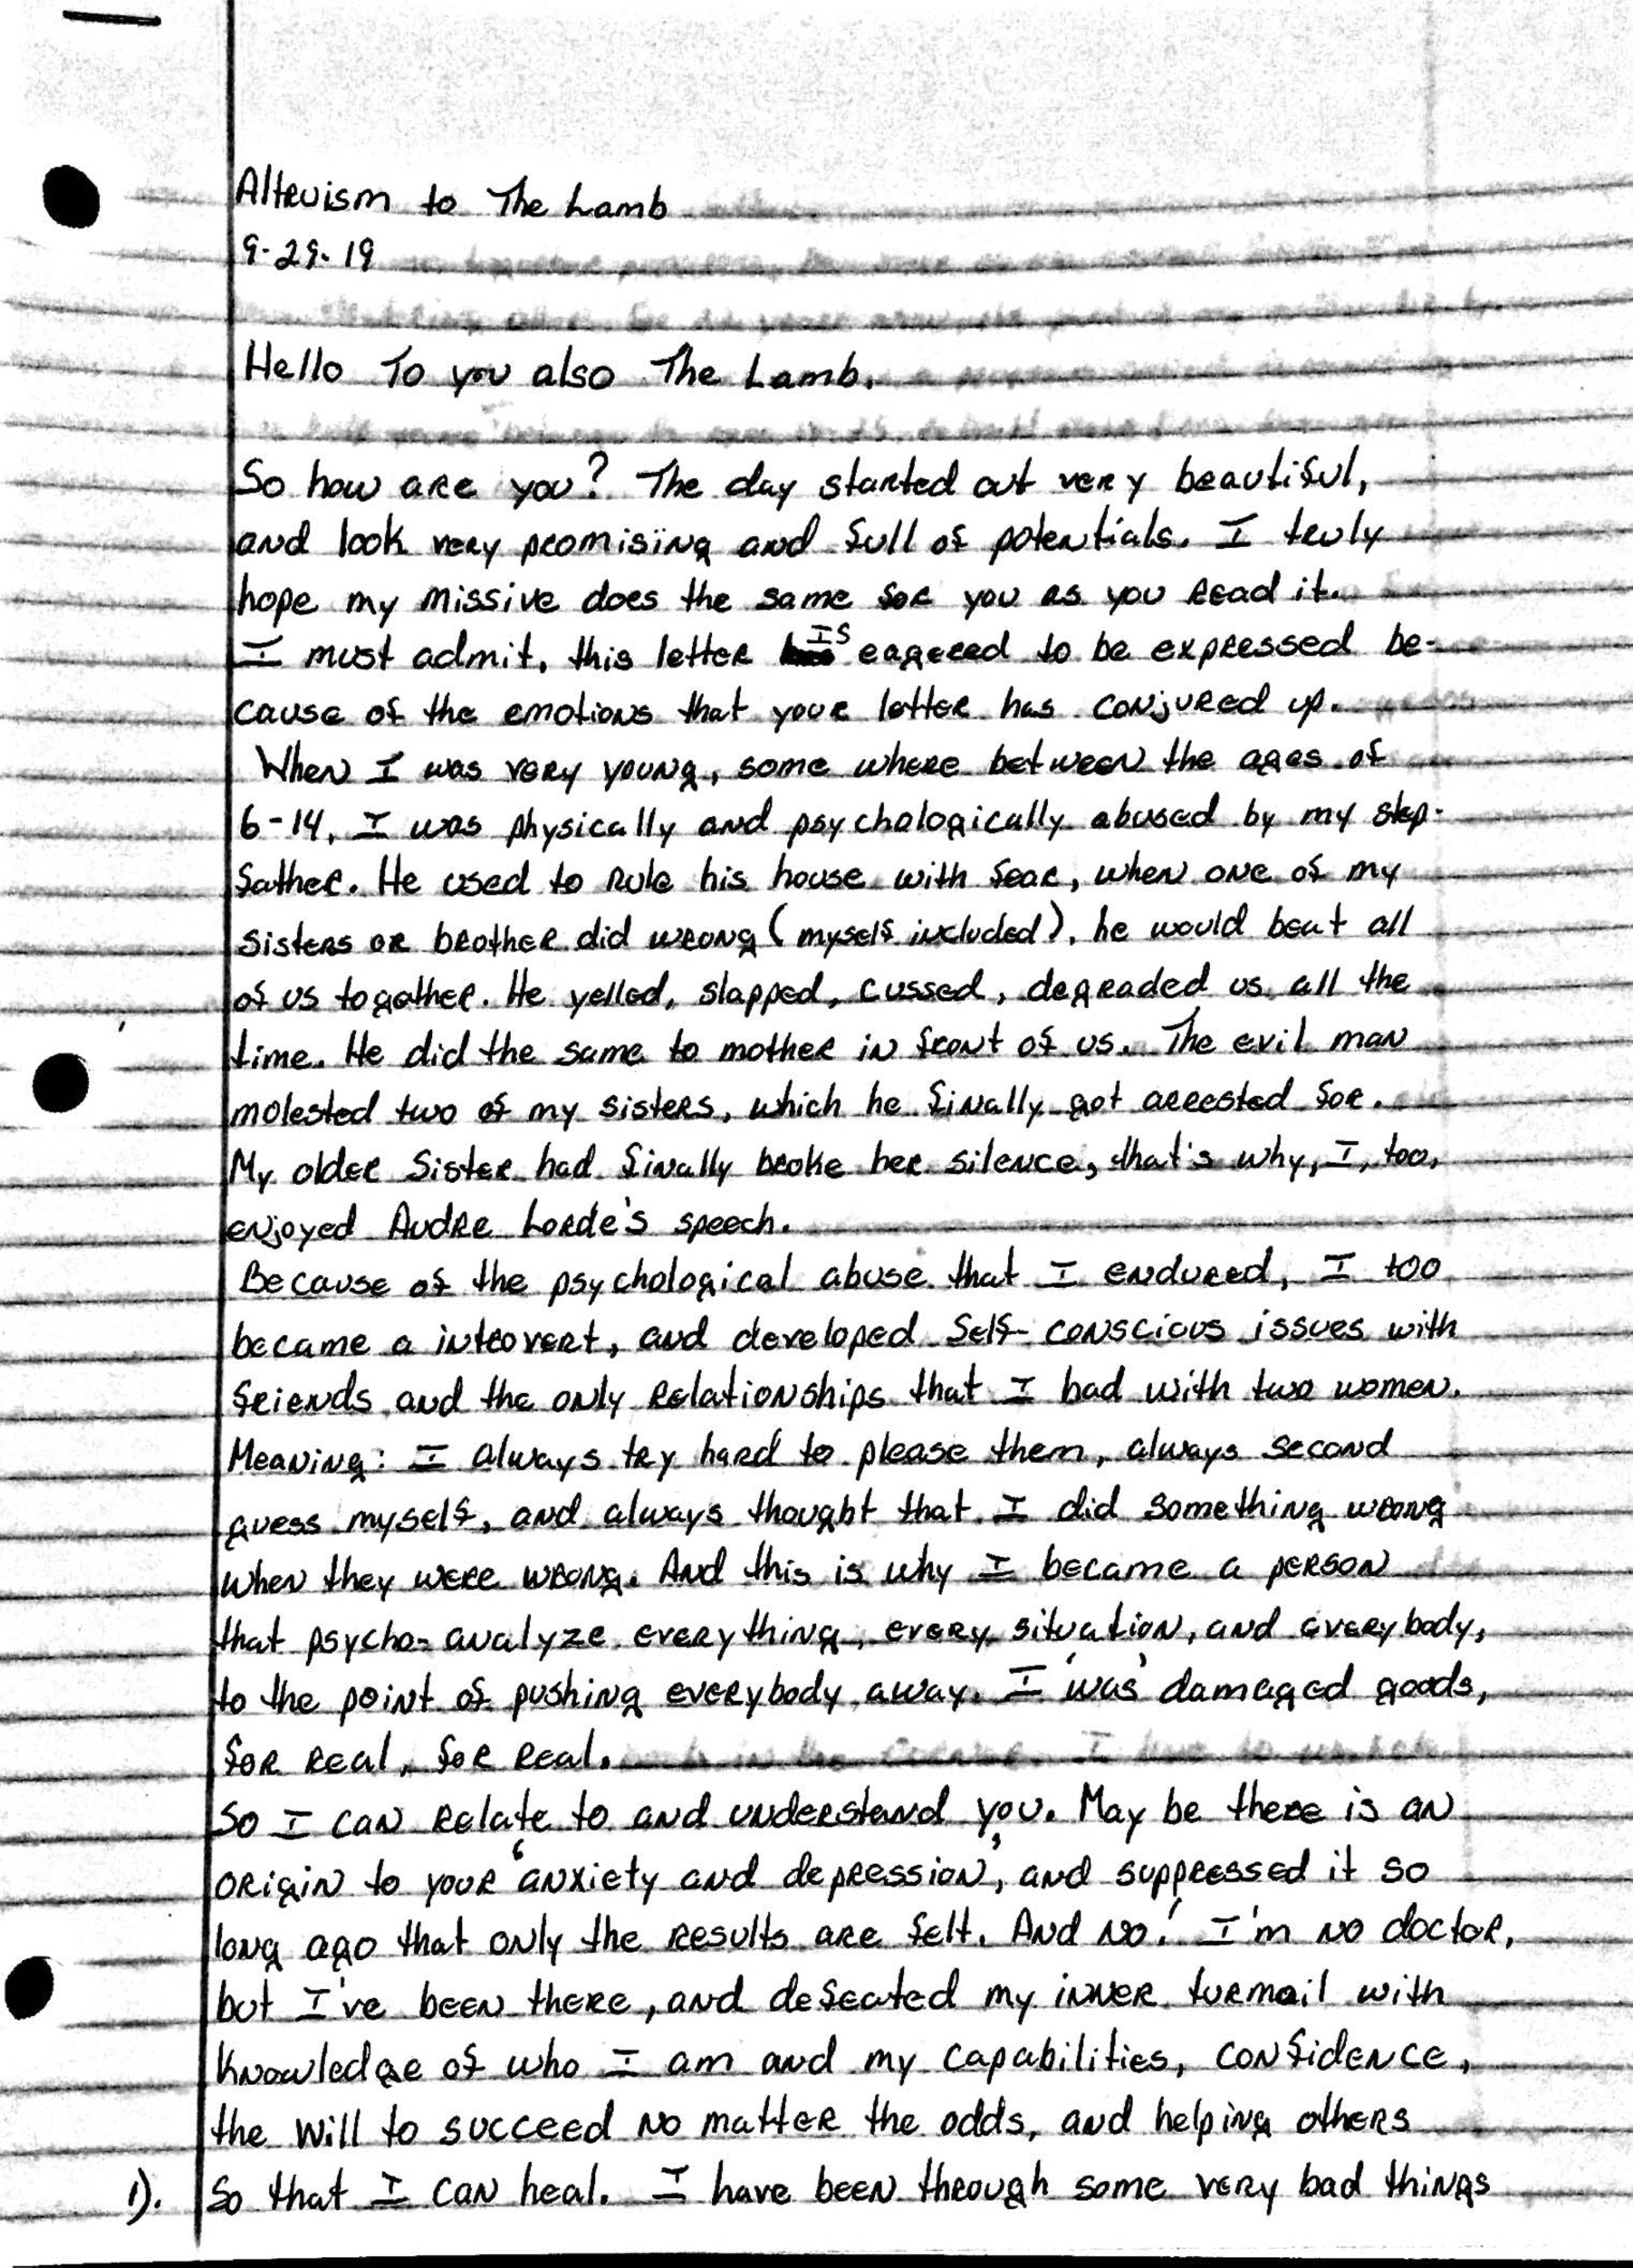 Altruism to The Lamb
9-29-19
Hello To you also The Lamb.
So how are you? The day started out very beautiful,
and look very promising and full of potentials. I truly
hope my missive does the same for you as you read it.
I must admit, this letter IS eagered to be expressed be-
cause of the emotions that your letter has conjured up.
When I was very young, some where between the ages of
6-14, I was physically and psychologically abused by my step-
father. He used to rule his house with fear, when one of my
sisters or brother did wrong (myself included), he would beat all
of us together. He yelled, slapped, cussed, degraded us all the
time. He did the same to mother in front of us. The evil man
molested two of my sisters, which he finally got arrested for.
My older Sister had finally broke her silence, that's why, I, too,
enjoyed Audre Lorde's speech.
Because of the psychological abuse that I endured, I too
became a introvert, and developed self-conscious issues with
friends and the only relationships that I had with two women.
Meaning: I always try hard to please them, always second
guess myself, and always thought that I did something wrong
when they were wrong. And this is why I became a person
that psycho-analyze everything, every situation, and everybody,
to the point of pushing everybody away. I 'was' damaged goods,
for real, for real.
So I can relate to and understand you. May be there is an
origin to your 'anxiety and depression', and suppressed it so
long ago that only the results are felt. And no! I'm no doctor,
but I've been there, and defeated my inner turmoil with
knowledge of who I am and my capabilities, confidence,
the will to succeed no matter the odds, and helping others
1). So that I can heal. I have been through some very bad things